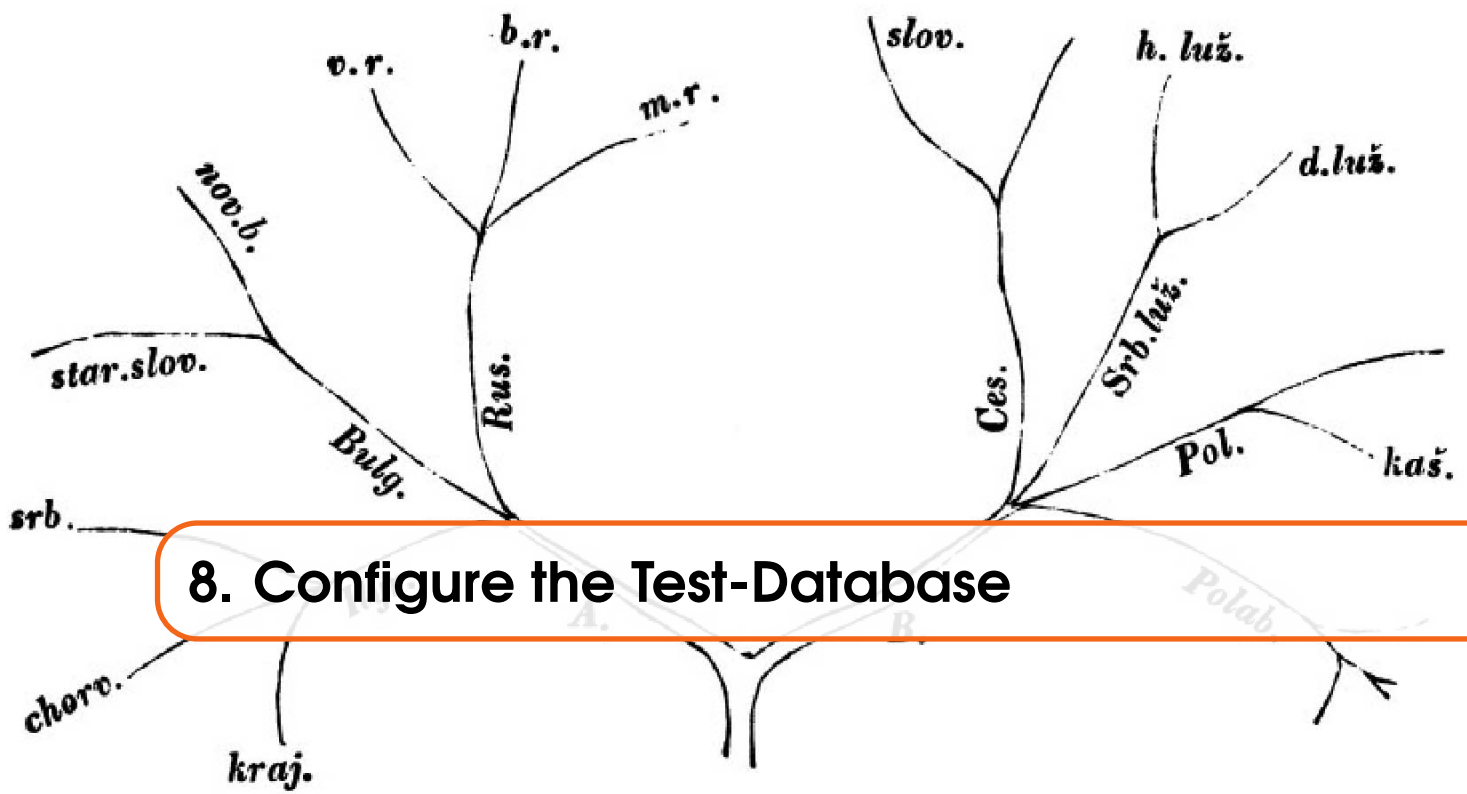 b.r.
slov.
v.r.
h. luž.
m.r.
d.luž.
nov.b.
star.slov.
Rus.
Srb.luž.
Ces.
Bulg.
Pol.
kaš.
srb.
8. Configure the Test-Database
A.
B.
Polab.
chorv.
kraj.